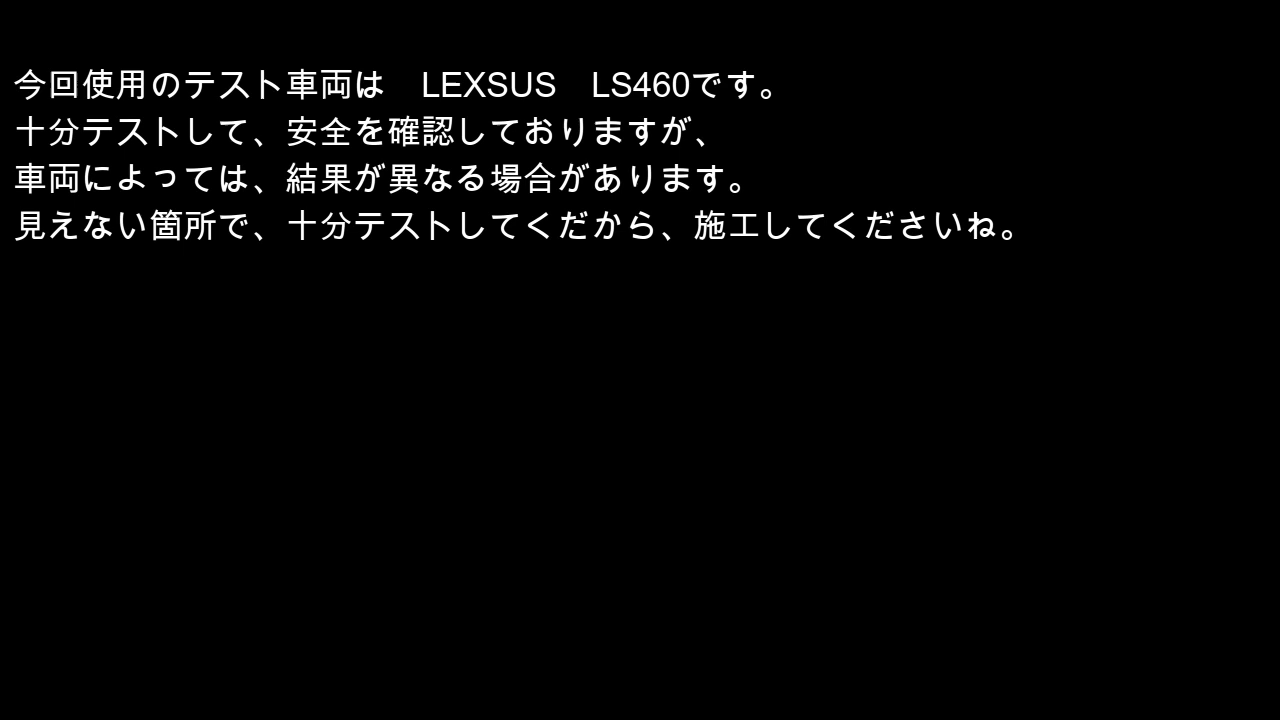 今回使用のテスト車両は　LEXSUS　LS460です。
十分テストして、安全を確認しておりますが、
車両によっては、結果が異なる場合があります。
見えない箇所で、十分テストしてくだから、施工してくださいね。